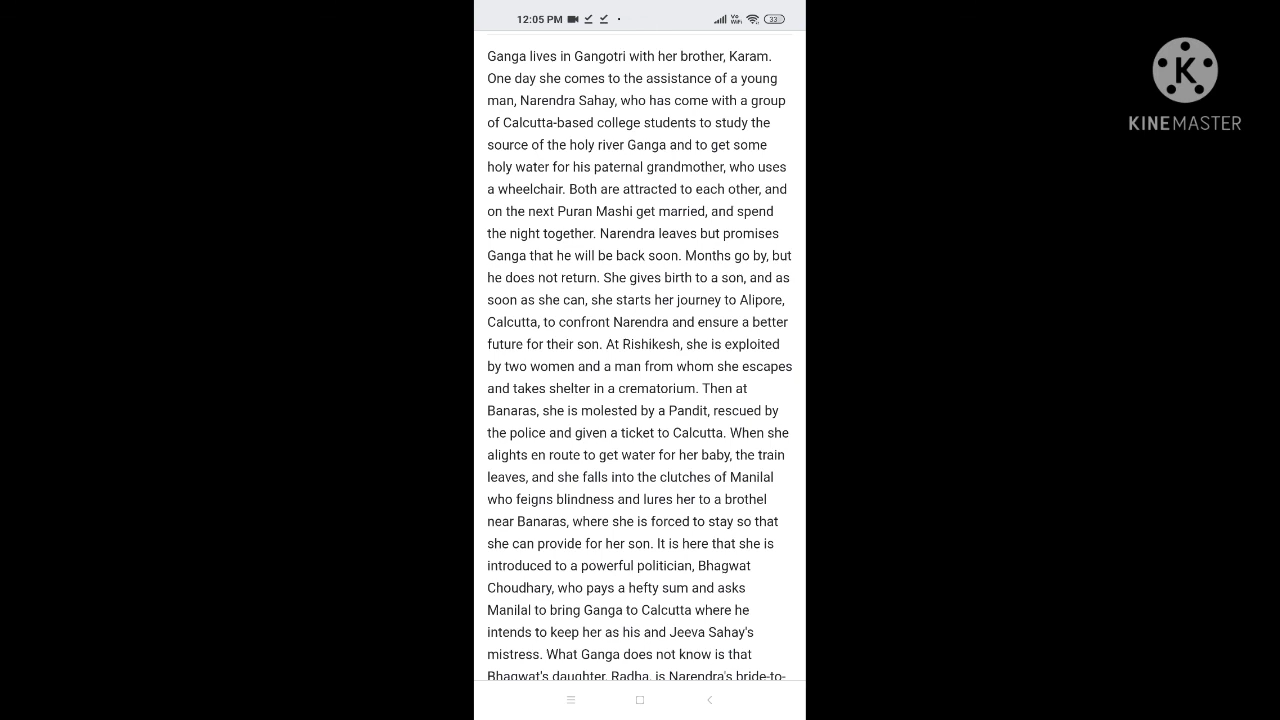 12:05 PM
Vo
WiFi
33
Ganga lives in Gangotri with her brother, Karam.
One day she comes to the assistance of a young
man, Narendra Sahay, who has come with a group
of Calcutta-based college students to study the
source of the holy river Ganga and to get some
holy water for his paternal grandmother, who uses
a wheelchair. Both are attracted to each other, and
on the next Puran Mashi get married, and spend
the night together. Narendra leaves but promises
Ganga that he will be back soon. Months go by, but
he does not return. She gives birth to a son, and as
soon as she can, she starts her journey to Alipore,
Calcutta, to confront Narendra and ensure a better
future for their son. At Rishikesh, she is exploited
by two women and a man from whom she escapes
and takes shelter in a crematorium. Then at
Banaras, she is molested by a Pandit, rescued by
the police and given a ticket to Calcutta. When she
alights en route to get water for her baby, the train
leaves, and she falls into the clutches of Manilal
who feigns blindness and lures her to a brothel
near Banaras, where she is forced to stay so that
she can provide for her son. It is here that she is
introduced to a powerful politician, Bhagwat
Choudhary, who pays a hefty sum and asks
Manilal to bring Ganga to Calcutta where he
intends to keep her as his and Jeeva Sahay's
mistress. What Ganga does not know is that
Bhagwat's daughter, Radha, is Narendra's bride-to-
K
KINEMASTER